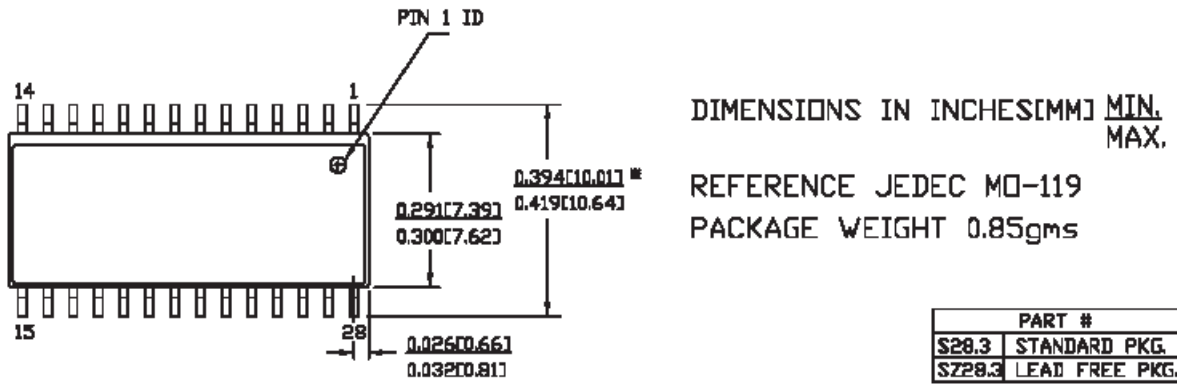 PIN 1 ID
14
1
DIMENSIONS IN INCHES[MM] MIN.
MAX.
0.394[10.01] *
0.419[10.64]
0.291[7.39]
0.300[7.62]
REFERENCE JEDEC MO-119
PACKAGE WEIGHT 0.85gms
15
28
0.026[0.66]
0.032[0.81]
PART #
S28.3 STANDARD PKG.
SZ28.3 LEAD FREE PKG.